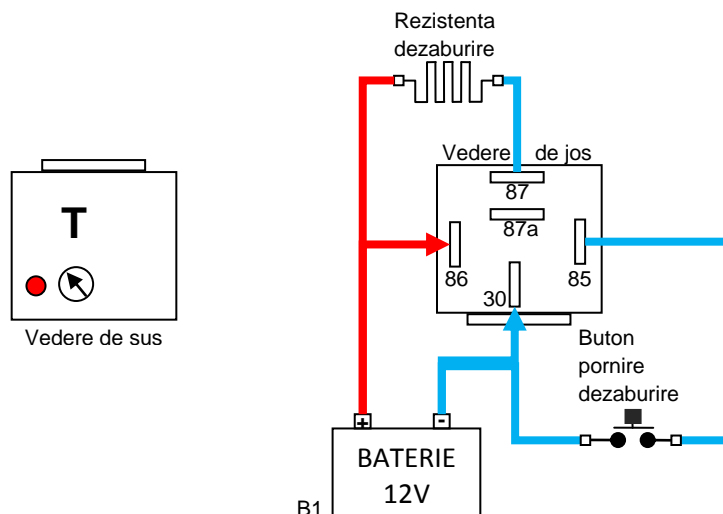 Rezistenta
dezaburire
Vedere de jos
87
87a
86
85
30
T
Vedere de sus
Buton
pornire
dezaburire
+
-
BATERIE
12V
B1